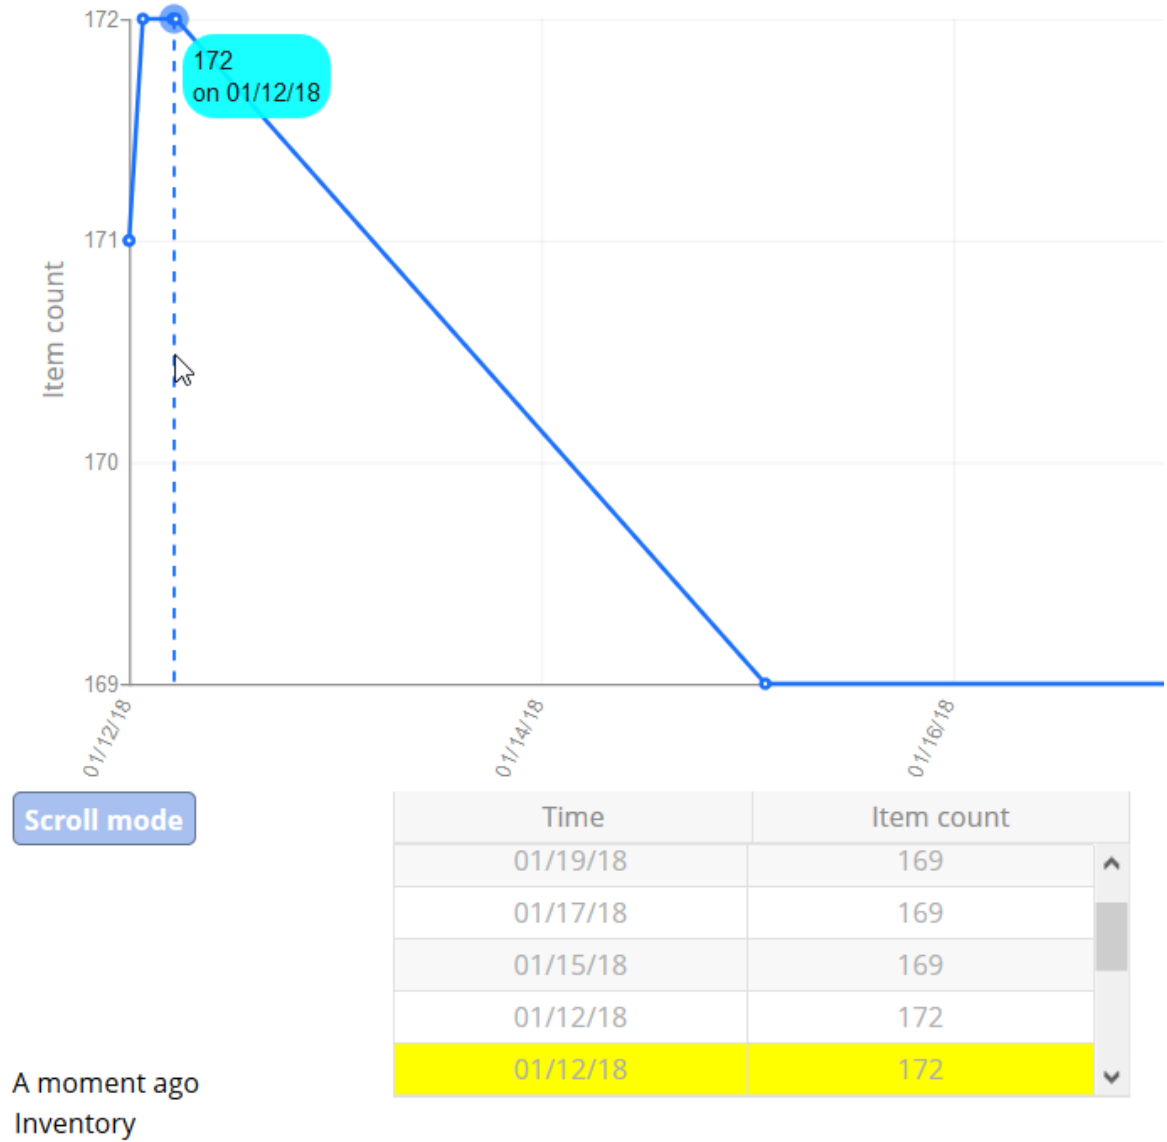 172
172
on 01/12/18
171
Item count
170
169
01/12/18
01/14/18
01/16/18
Scroll mode
Time Item count
01/19/18 169
01/17/18 169
01/15/18 169
01/12/18 172
01/12/18 172
A moment ago
Inventory